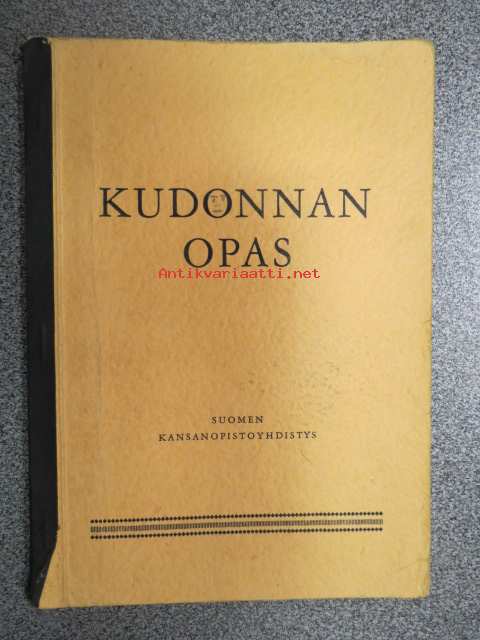 KUDONNAN
OPAS
Antikvariaatti.net
SUOMEN
KANSANOPISTOYHDISTYS